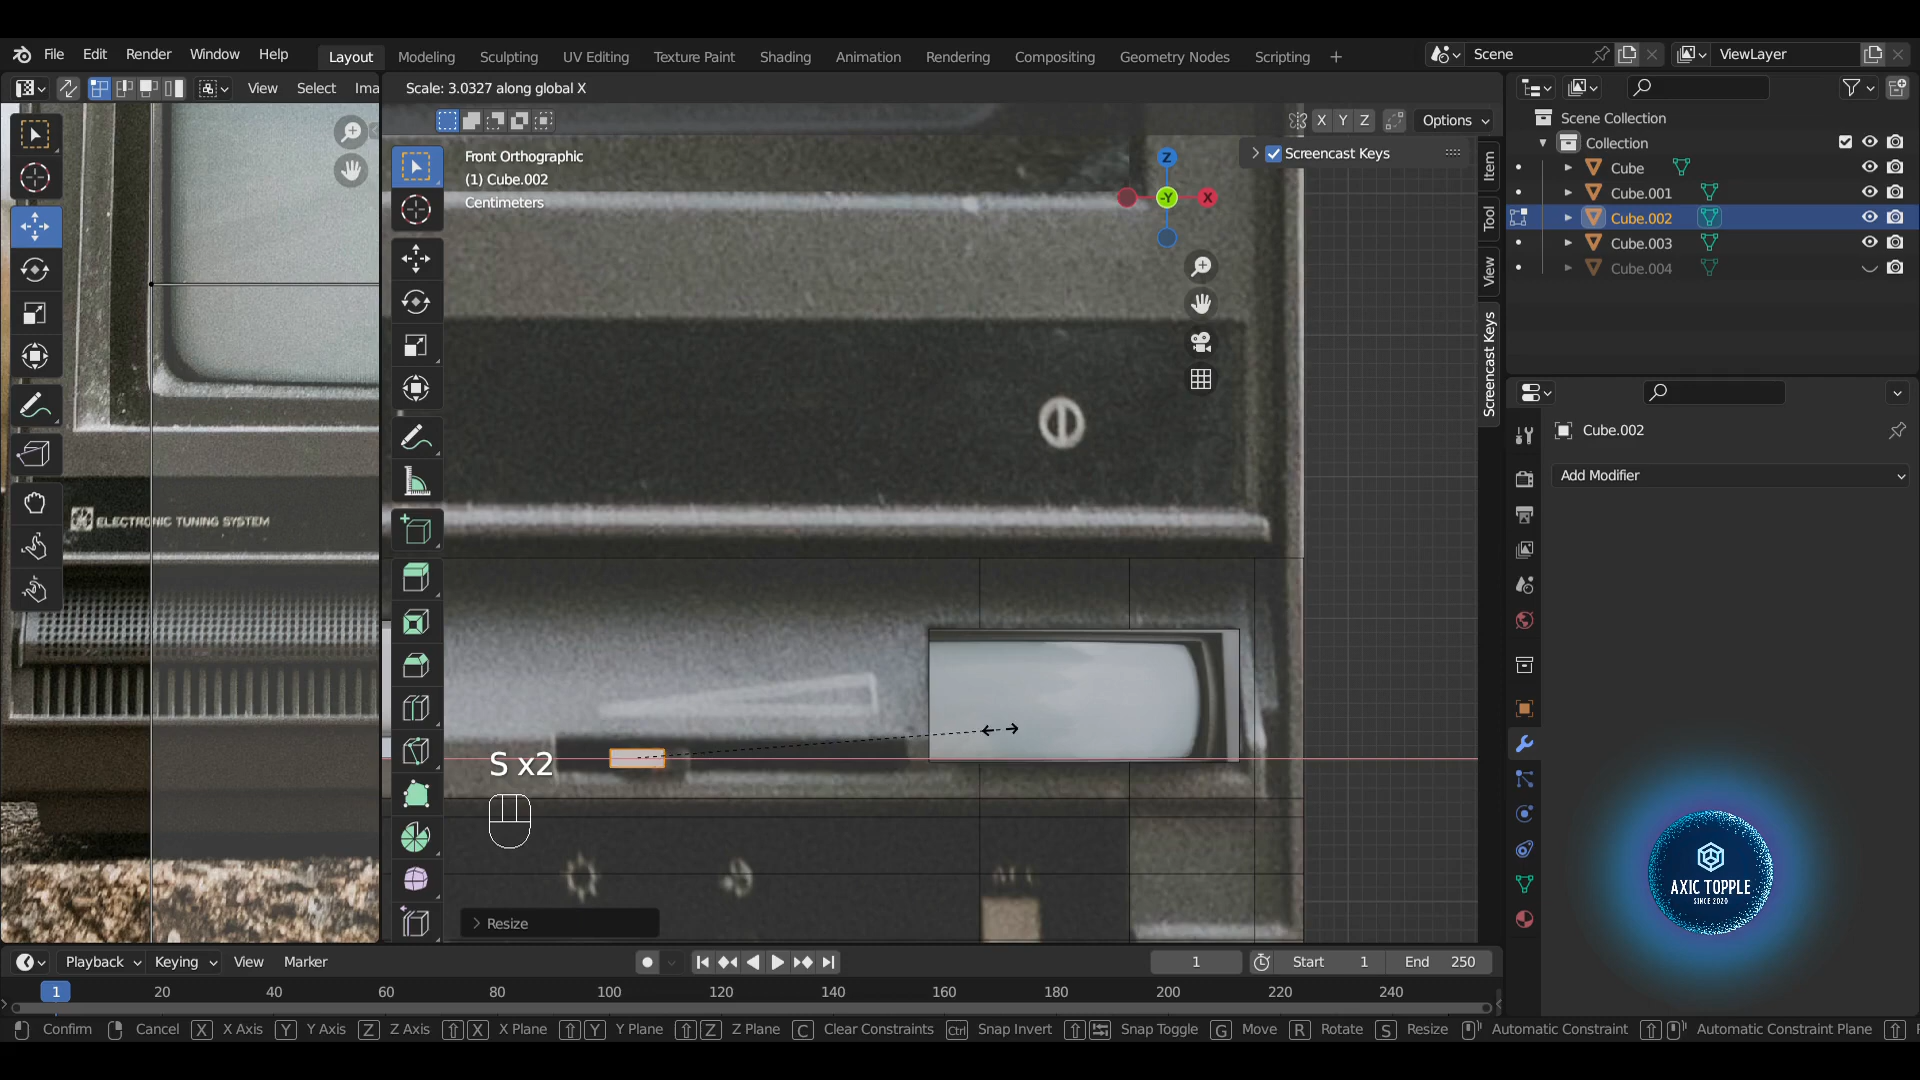 File Edit Render Window Help Layout Modeling Sculpting UV Editing Texture Paint Shading Animation Rendering Compositing Geometry Nodes Scripting + Scene ViewLayer
View Select Ima Scale: 3.0327 along global X
X Y Z Options
Scene Collection
Collection
Cube
Cube.001
Cube.002
Cube.003
Cube.004
Front Orthographic
(1) Cube.002
Centimeters
Screencast Keys
Z
-Y
X
Item
Tool
View
Screencast Keys
Cube.002
Add Modifier
ELECTRONIC TUNING SYSTEM
S x2
Resize
AXIC TOPPLE
SINCE 2020
Playback Keying View Marker 1 Start 1 End 250
1 20 40 60 80 100 120 140 160 180 200 220 240
Confirm Cancel X X Axis Y Y Axis Z Z Axis X X Plane Y Y Plane Z Z Plane C Clear Constraints Ctrl Snap Invert Snap Toggle G Move R Rotate S Resize Automatic Constraint Automatic Constraint Plane